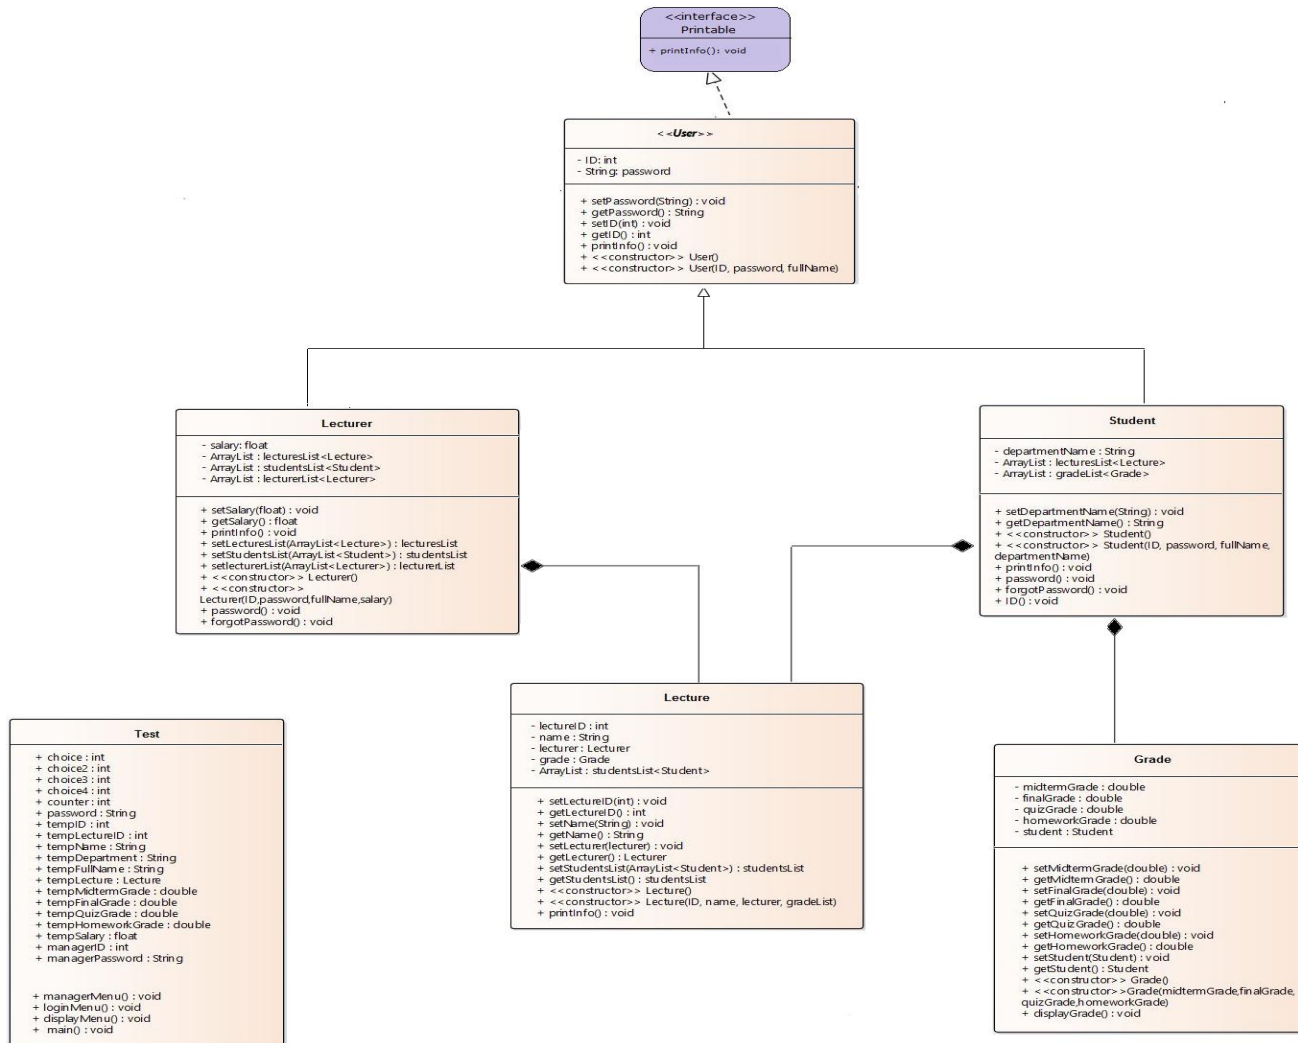 <<interface>>
Printable
+ printInfo(): void
<<User>>
- ID: int
- String: password
+ setPassword(String) : void
+ getPassword() : String
+ setID(int) : void
+ getID() : int
+ printInfo() : void
+ <<constructor>> User()
+ <<constructor>> User(ID, password, fullName)
Lecturer
- salary: float
- ArrayList : lecturesList<Lecture>
- ArrayList : studentsList<Student>
- ArrayList : lecturerList<Lecturer>
+ setSalary(float) : void
+ getSalary() : float
+ printInfo() : void
+ setLecturesList(ArrayList<Lecture>) : lecturesList
+ setStudentsList(ArrayList<Student>) : studentsList
+ setlecturerList(ArrayList<Lecturer>) : lecturerList
+ <<constructor>> Lecturer()
+ <<constructor>>
Lecturer(ID,password,fullName,salary)
+ password() : void
+ forgotPassword() : void
Student
- departmentName : String
- ArrayList : lecturesList<Lecture>
- ArrayList : gradeList<Grade>
+ setDepartmentName(String) : void
+ getDepartmentName() : String
+ <<constructor>> Student()
+ <<constructor>> Student(ID, password, fullName,
departmentName)
+ printInfo() : void
+ password() : void
+ forgotPassword() : void
+ ID() : void
Lecture
- lectureID : int
- name : String
- lecturer : Lecturer
- grade : Grade
- ArrayList : studentsList<Student>
+ setLectureID(int) : void
+ getLectureID() : int
+ setName(String) : void
+ getName() : String
+ setLecturer(lecturer) : void
+ getLecturer() : Lecturer
+ setStudentsList(ArrayList<Student>) : studentsList
+ getStudentsList() : studentsList
+ <<constructor>> Lecture()
+ <<constructor>> Lecture(ID, name, lecturer, gradeList)
+ printInfo() : void
Test
+ choice : int
+ choice2 : int
+ choice3 : int
+ choice4 : int
+ counter : int
+ password : String
+ tempID : int
+ tempLectureID : int
+ tempName : String
+ tempDepartment : String
+ tempFullName : String
+ tempLecture : Lecture
+ tempMidtermGrade : double
+ tempFinalGrade : double
+ tempQuizGrade : double
+ tempHomeworkGrade : double
+ tempSalary : float
+ managerID : int
+ managerPassword : String
+ managerMenu() : void
+ loginMenu() : void
+ displayMenu() : void
+ main() : void
Grade
- midtermGrade : double
- finalGrade : double
- quizGrade : double
- homeworkGrade : double
- student : Student
+ setMidtermGrade(double) : void
+ getMidtermGrade() : double
+ setFinalGrade(double) : void
+ getFinalGrade() : double
+ setQuizGrade(double) : void
+ getQuizGrade() : double
+ setHomeworkGrade(double) : void
+ getHomeworkGrade() : double
+ setStudent(Student) : void
+ getStudent() : Student
+ <<constructor>> Grade()
+ <<constructor>>Grade(midtermGrade,finalGrade,
quizGrade,homeworkGrade)
+ displayGrade() : void